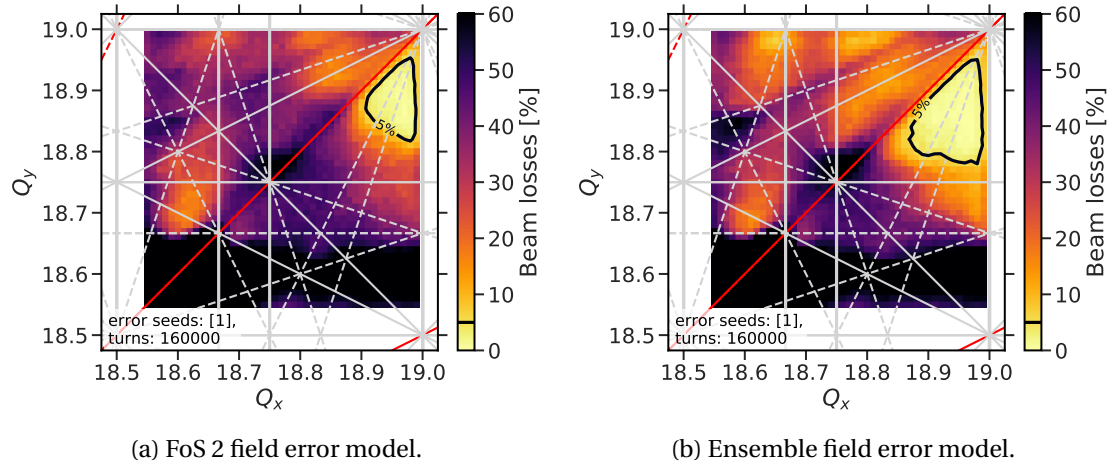 19.0
18.9
18.8
18.7
18.6
18.5
Q_y
5%
error seeds: [1],
turns: 160000
18.5 18.6 18.7 18.8 18.9 19.0
Q_x
60
50
40
30
20
10
0
Beam losses [%]
(a) FoS 2 field error model.
19.0
18.9
18.8
18.7
18.6
18.5
Q_y
5%
error seeds: [1],
turns: 160000
18.5 18.6 18.7 18.8 18.9 19.0
Q_x
60
50
40
30
20
10
0
Beam losses [%]
(b) Ensemble field error model.